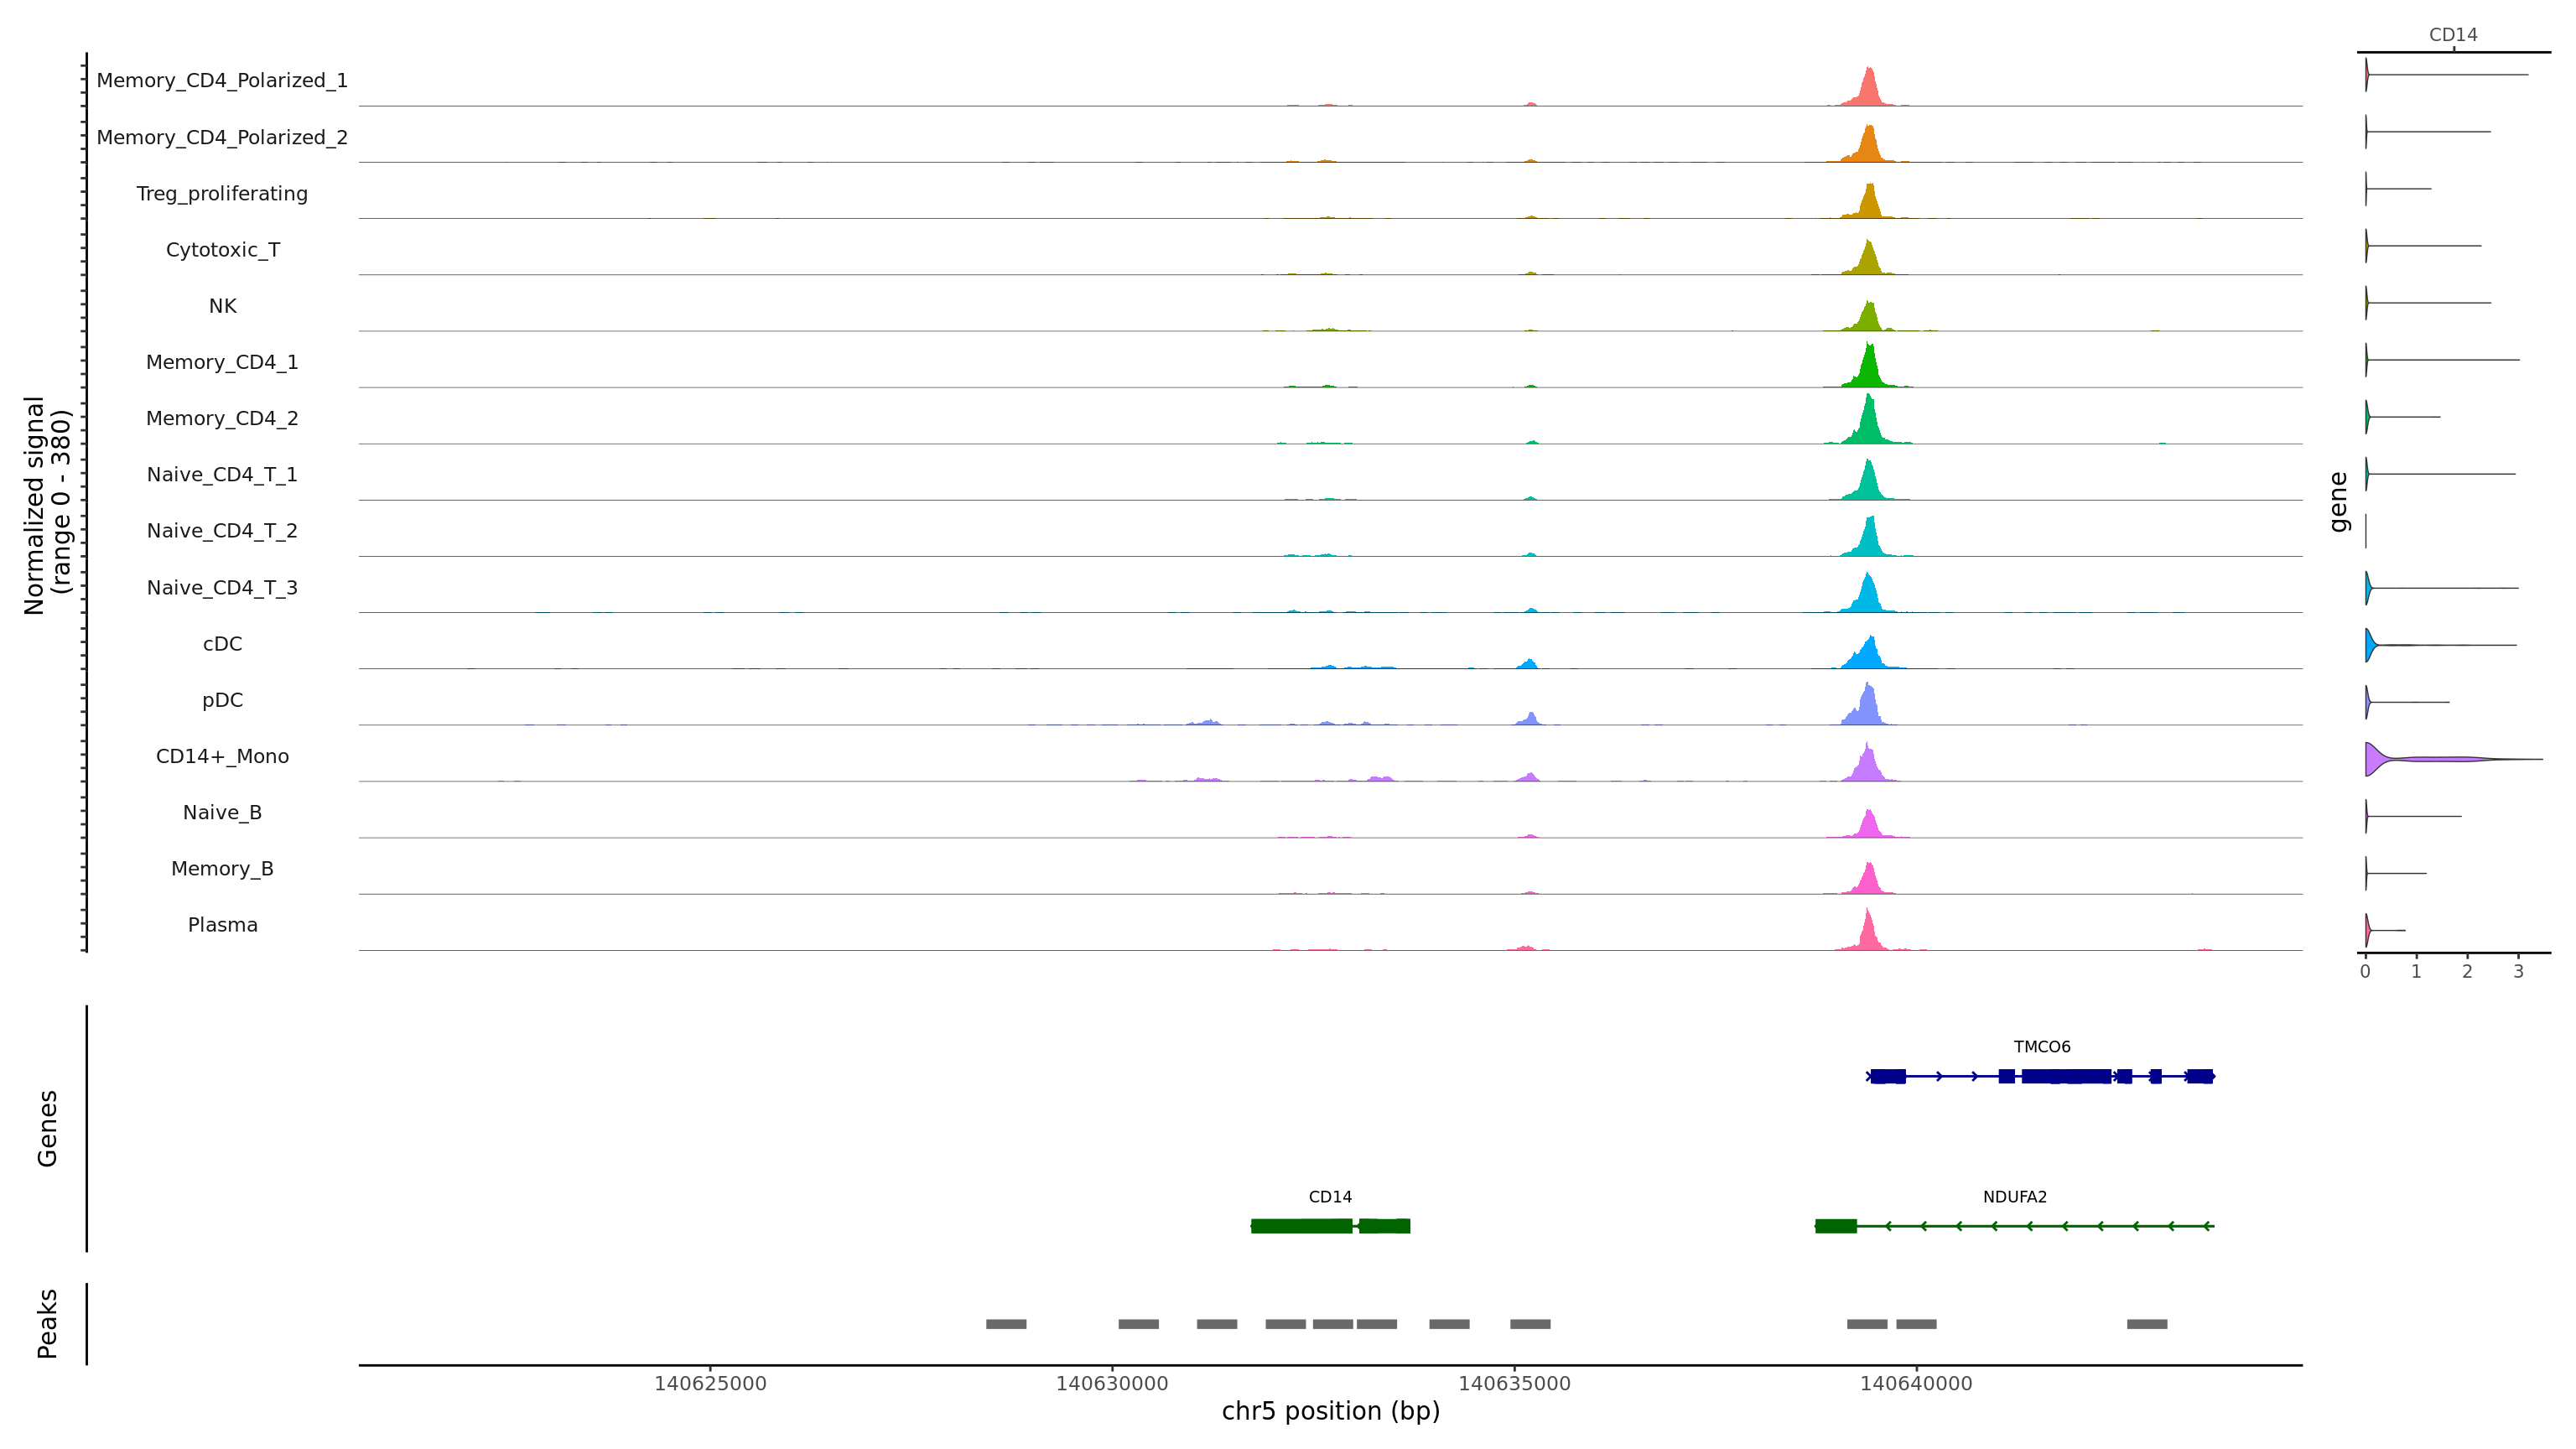 CD14
Memory_CD4_Polarized_1
Memory_CD4_Polarized_2
Treg_proliferating
Cytotoxic_T
NK
Memory_CD4_1
Memory_CD4_2
Naive_CD4_T_1
Naive_CD4_T_2
Naive_CD4_T_3
cDC
pDC
CD14+_Mono
Naive_B
Memory_B
Plasma
Normalized signal
(range 0 - 380)
gene
0 1 2 3
Genes
TMCO6
CD14 NDUFA2
Peaks
140625000 140630000 140635000 140640000
chr5 position (bp)